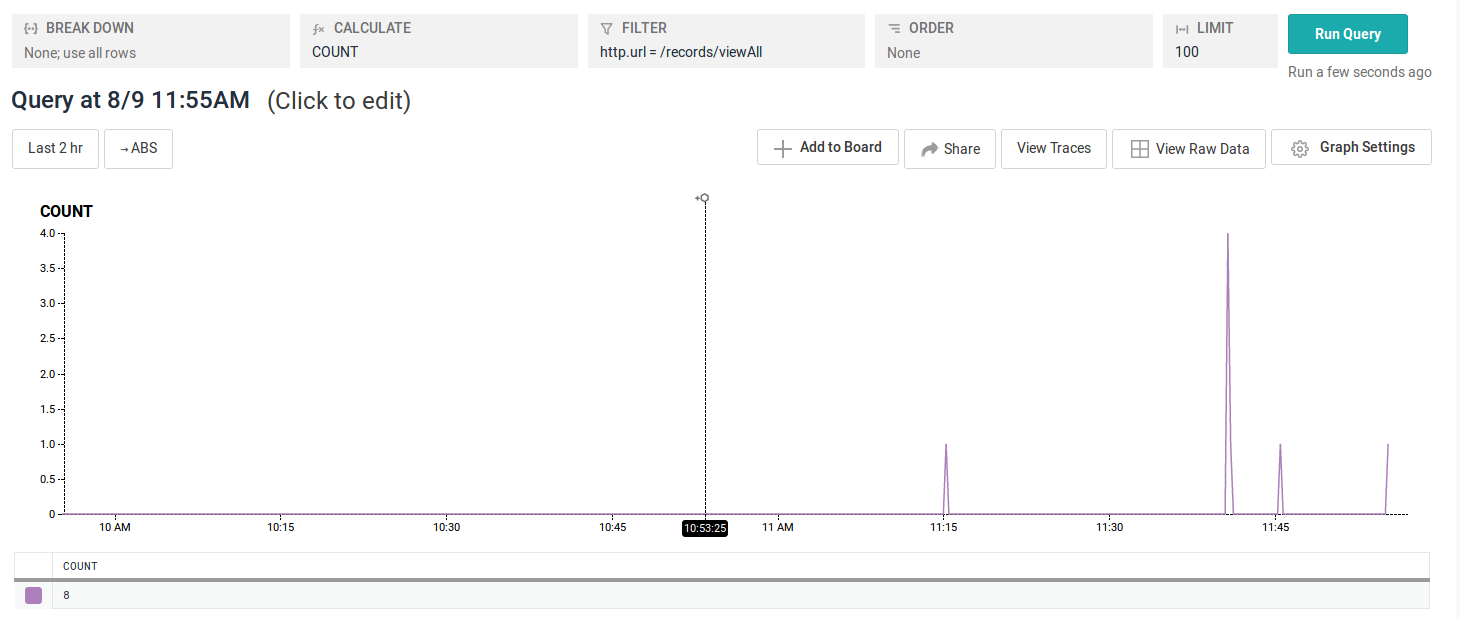 BREAK DOWN
None; use all rows
CALCULATE
COUNT
FILTER
http.url = /records/viewAll
ORDER
None
LIMIT
100
Run Query
Run a few seconds ago
Query at 8/9 11:55AM (Click to edit)
Last 2 hr
→ABS
Add to Board
Share
View Traces
View Raw Data
Graph Settings
COUNT
4.0
3.5
3.0
2.5
2.0
1.5
1.0
0.5
0
10 AM
10:15
10:30
10:45
10:53:25
11 AM
11:15
11:30
11:45
COUNT
8